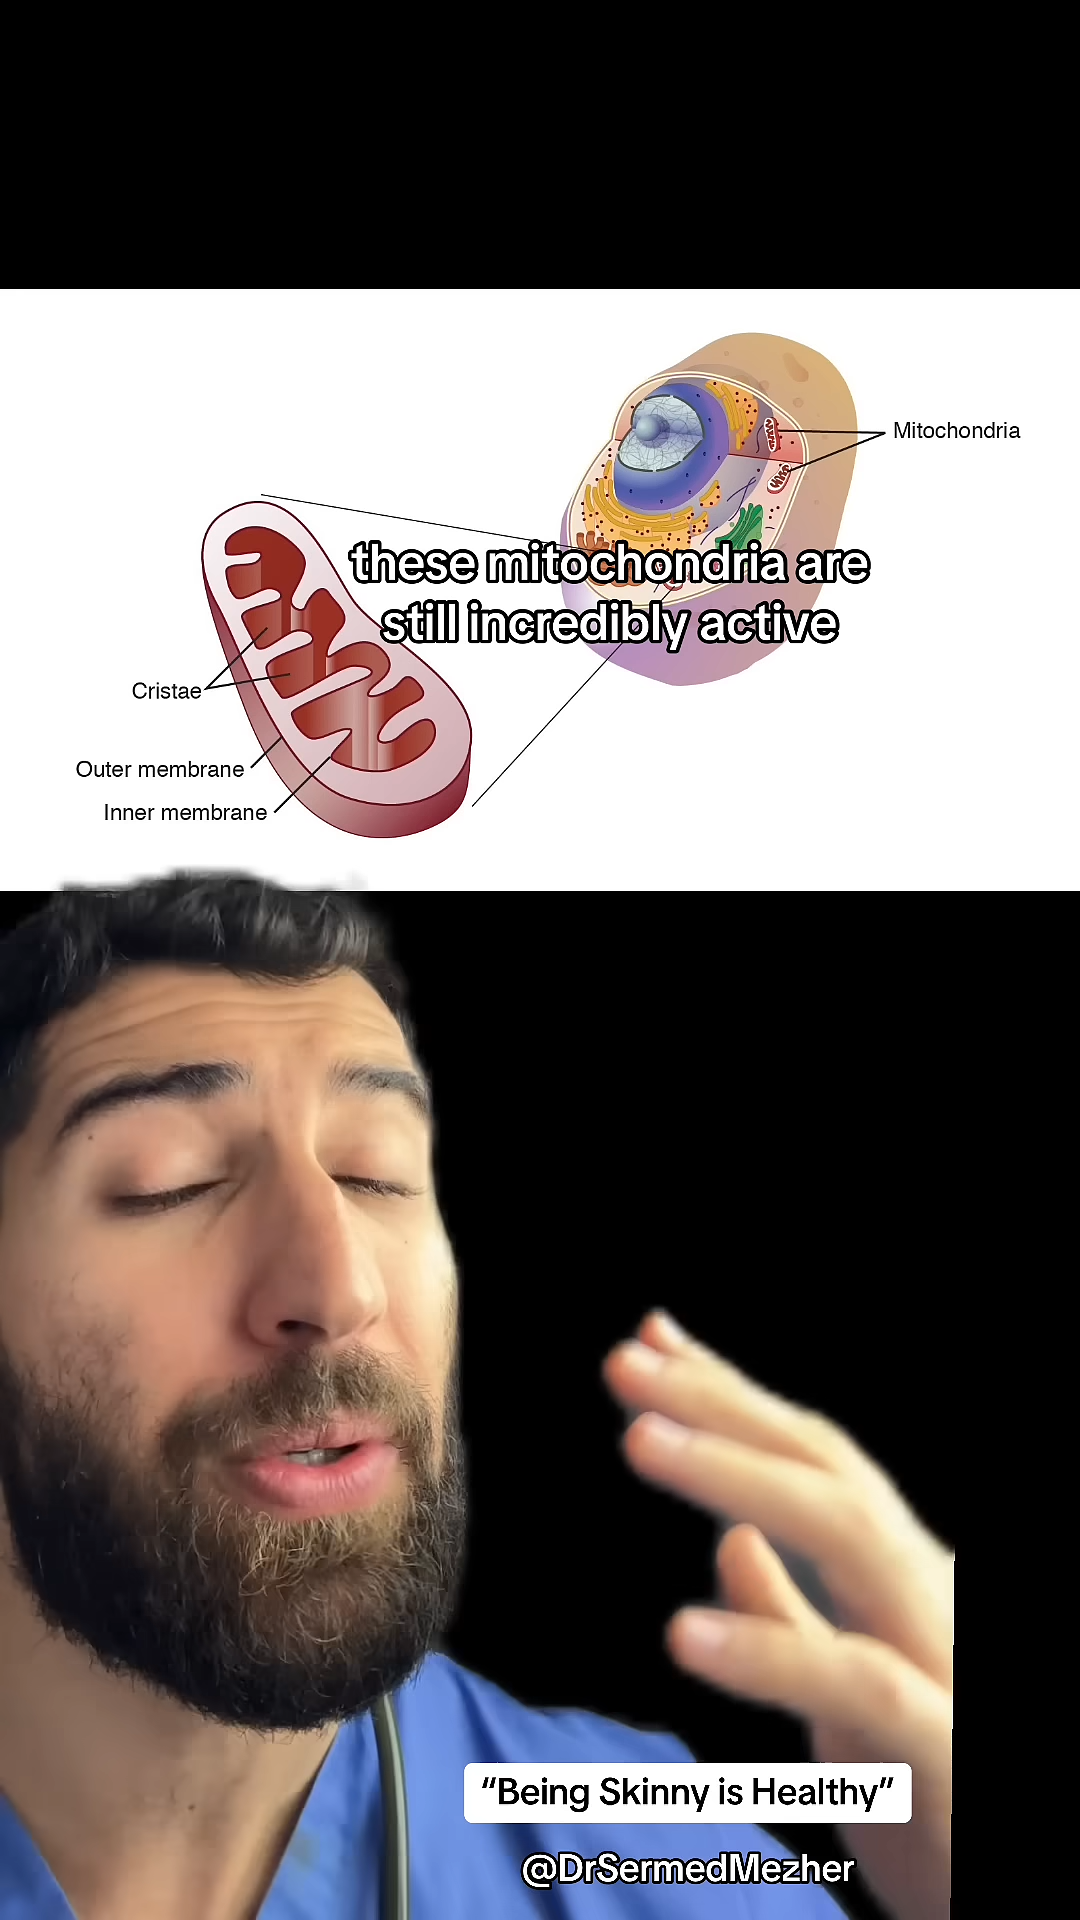 Mitochondria
these mitochondria are
still incredibly active
Cristae
Outer membrane
Inner membrane
“Being Skinny is Healthy”
@DrSermedMezher